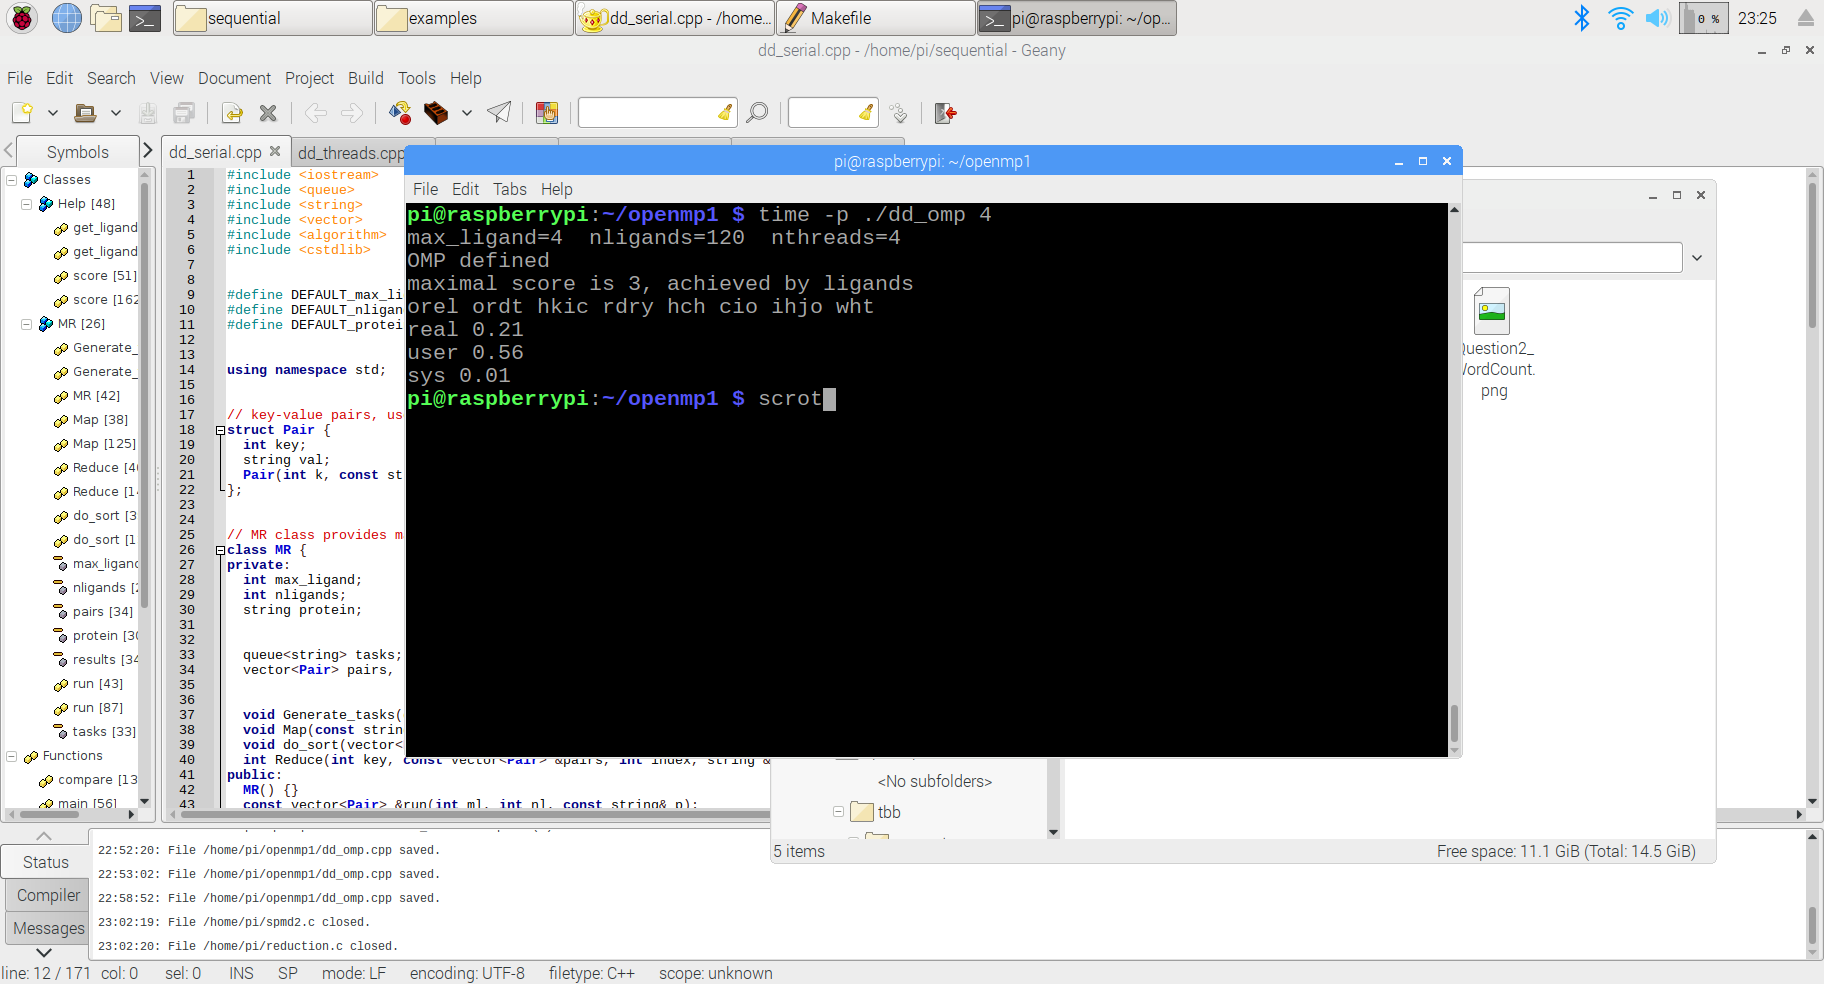 sequential
examples
dd_serial.cpp - /home...
Makefile
pi@raspberrypi: ~/op...
0 %
23:25
dd_serial.cpp - /home/pi/sequential - Geany
File Edit Search View Document Project Build Tools Help
Symbols
dd_serial.cpp
dd_threads.cpp
Classes
Help [48]
get_ligand
get_ligand
score [51]
score [162
MR [26]
Generate_
Generate_
MR [42]
Map [38]
Map [125]
Reduce [40
Reduce [14
do_sort [3
do_sort [1
max_ligand
nligands [2
pairs [34]
protein [30
results [34
run [43]
run [87]
tasks [33]
Functions
compare [13
main [56]
1 #include <iostream>
2 #include <queue>
3 #include <string>
4 #include <vector>
5 #include <algorithm>
6 #include <cstdlib>
7
8
9 #define DEFAULT_max_li
10 #define DEFAULT_nligan
11 #define DEFAULT_protei
12
13
14 using namespace std;
15
16
17 // key-value pairs, us
18 struct Pair {
19 int key;
20 string val;
21 Pair(int k, const st
22 };
23
24
25 // MR class provides m
26 class MR {
27 private:
28 int max_ligand;
29 int nligands;
30 string protein;
31
32
33 queue<string> tasks;
34 vector<Pair> pairs,
35
36
37 void Generate_tasks(
38 void Map(const strin
39 void do_sort(vector<
40 int Reduce(int key, const vector<Pair> &pairs, int index, string &
41 public:
42 MR() {}
43 const vector<Pair> &run(int ml, int nl, const string& p);
pi@raspberrypi: ~/openmp1
File Edit Tabs Help
pi@raspberrypi:~/openmp1 $ time -p ./dd_omp 4
max_ligand=4 nligands=120 nthreads=4
OMP defined
maximal score is 3, achieved by ligands
orel ordt hkic rdry hch cio ihjo wht
real 0.21
user 0.56
sys 0.01
pi@raspberrypi:~/openmp1 $ scrot
Question2_
WordCount.
png
<No subfolders>
tbb
5 items
Free space: 11.1 GiB (Total: 14.5 GiB)
Status
Compiler
Messages
22:52:20: File /home/pi/openmp1/dd_omp.cpp saved.
22:53:02: File /home/pi/openmp1/dd_omp.cpp saved.
22:58:52: File /home/pi/openmp1/dd_omp.cpp saved.
23:02:19: File /home/pi/spmd2.c closed.
23:02:20: File /home/pi/reduction.c closed.
line: 12 / 171 col: 0 sel: 0 INS SP mode: LF encoding: UTF-8 filetype: C++ scope: unknown